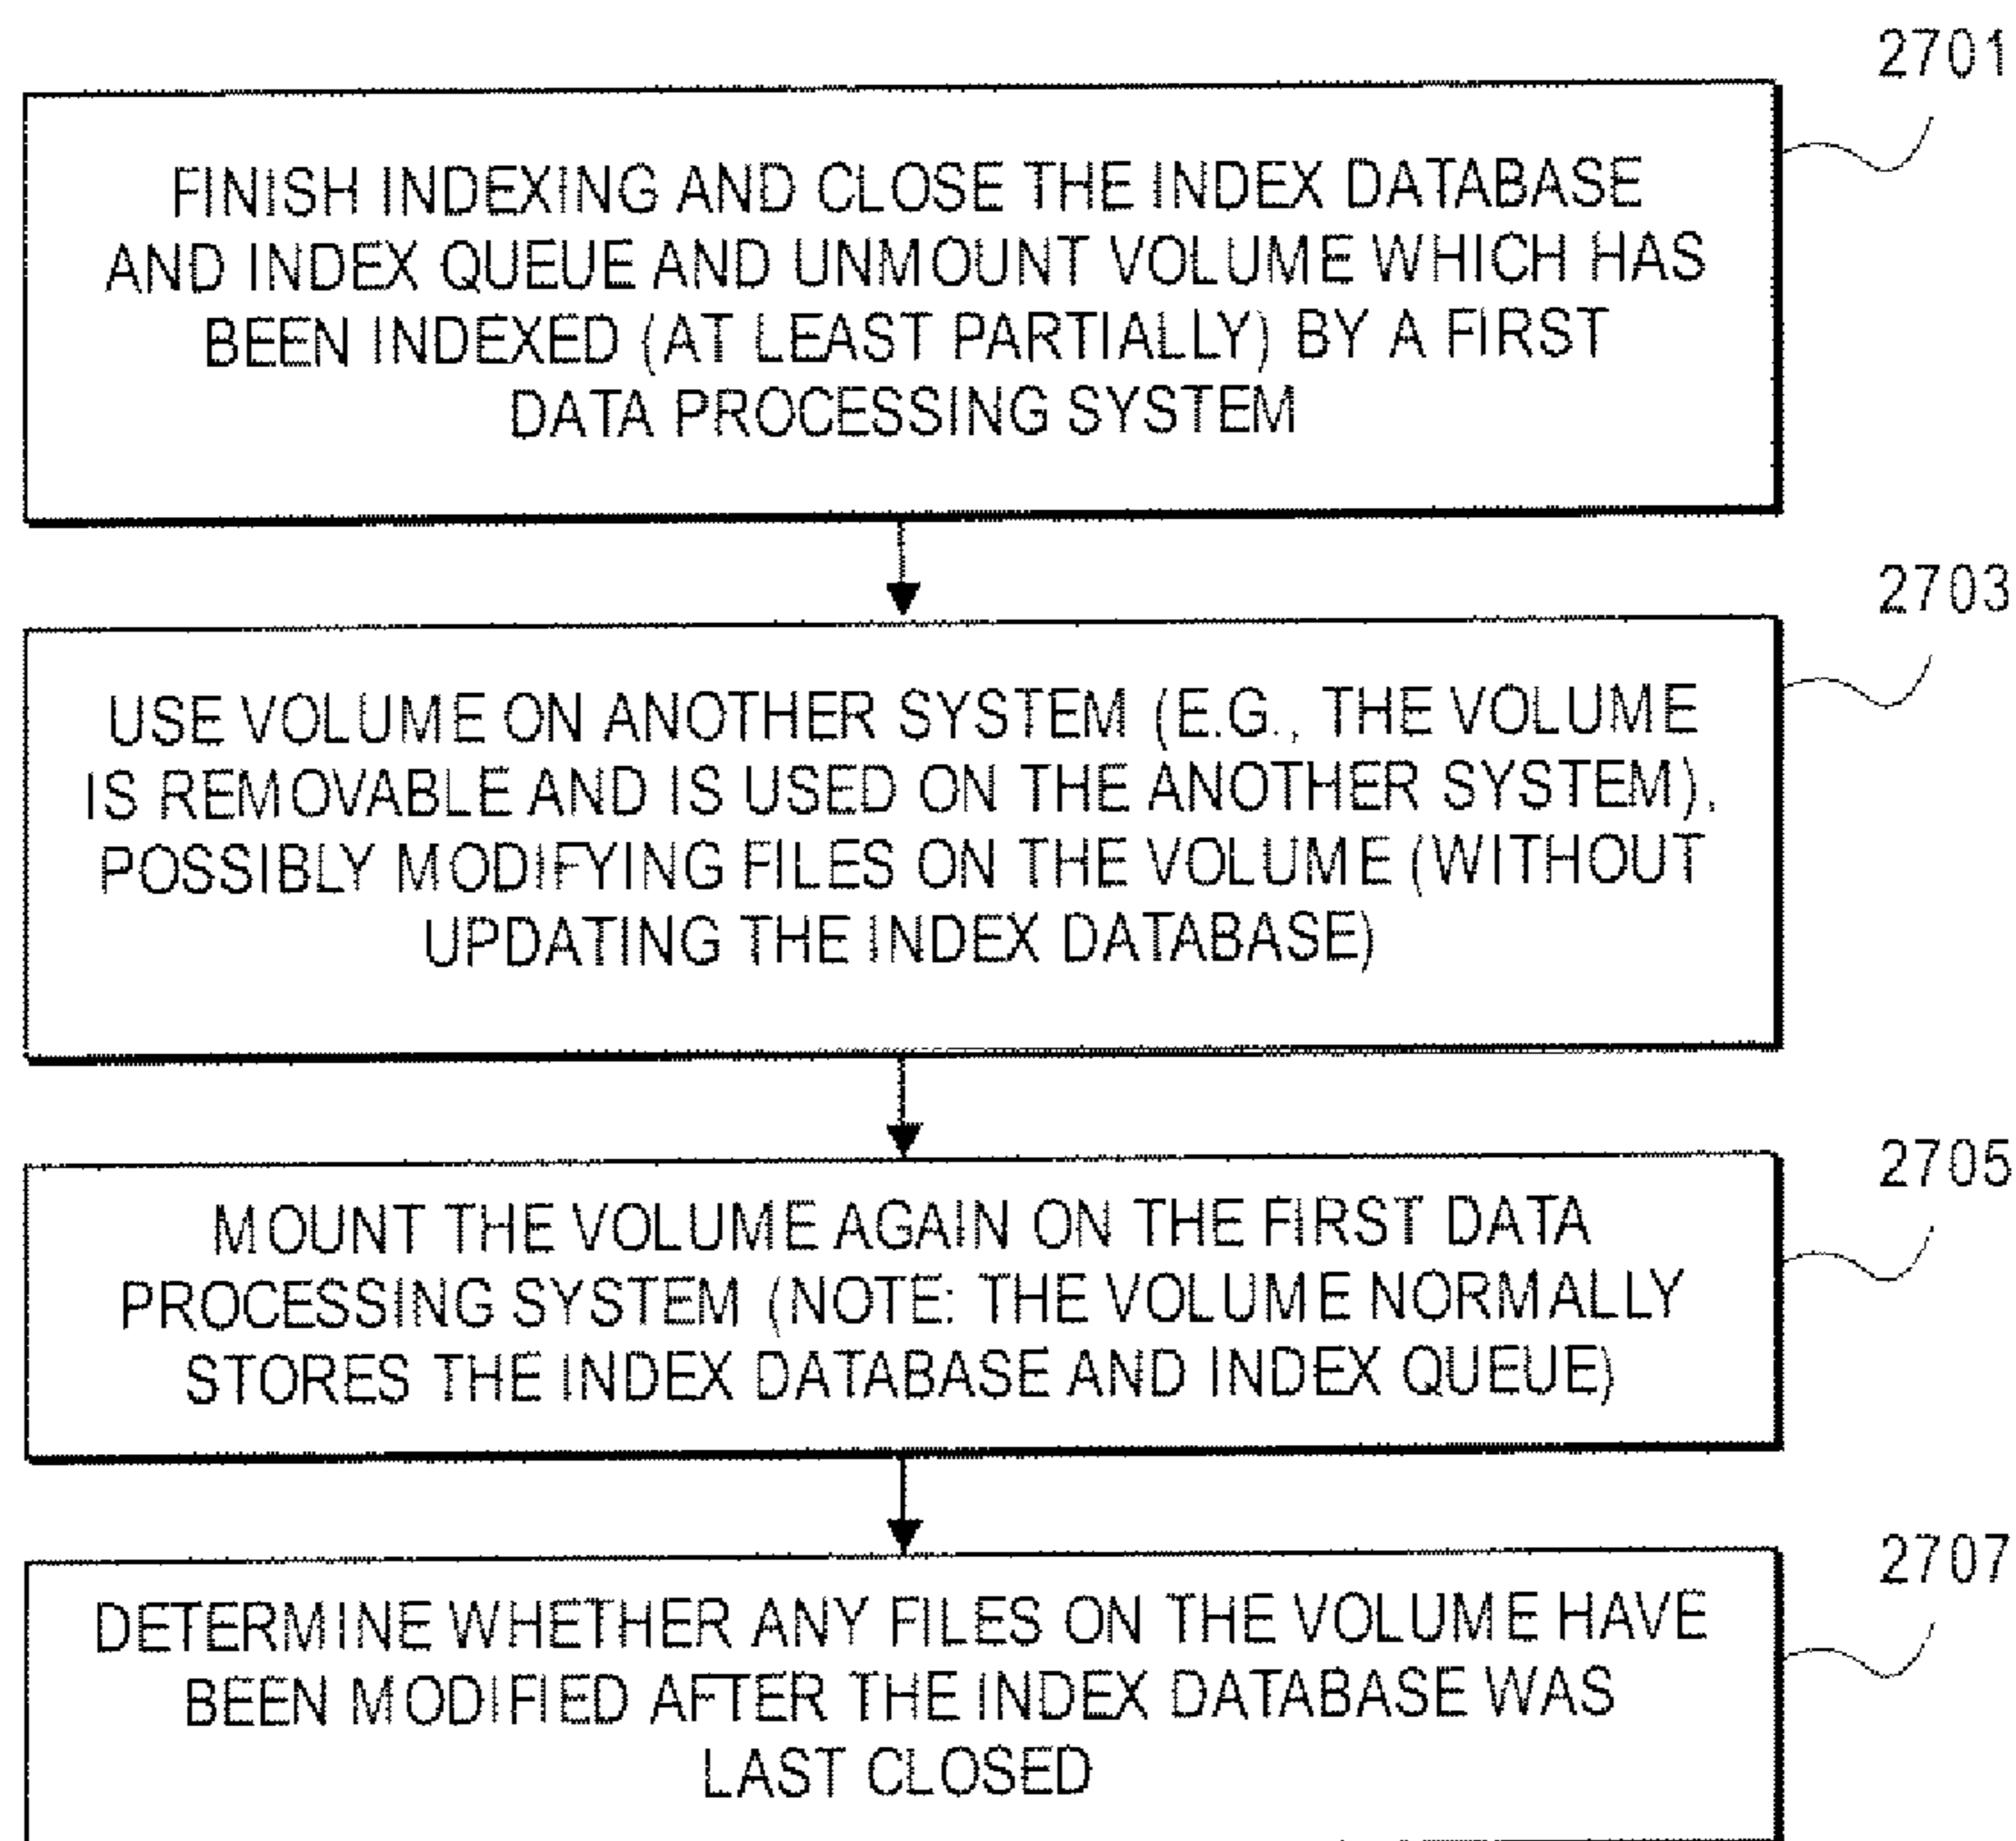 2701
FINISH INDEXING AND CLOSE THE INDEX DATABASE
AND INDEX QUEUE AND UNMOUNT VOLUME WHICH HAS
BEEN INDEXED (AT LEAST PARTIALLY) BY A FIRST
DATA PROCESSING SYSTEM
2703
USE VOLUME ON ANOTHER SYSTEM (E.G., THE VOLUME
IS REMOVABLE AND IS USED ON THE ANOTHER SYSTEM),
POSSIBLY MODIFYING FILES ON THE VOLUME (WITHOUT
UPDATING THE INDEX DATABASE)
2705
MOUNT THE VOLUME AGAIN ON THE FIRST DATA
PROCESSING SYSTEM (NOTE: THE VOLUME NORMALLY
STORES THE INDEX DATABASE AND INDEX QUEUE)
2707
DETERMINE WHETHER ANY FILES ON THE VOLUME HAVE
BEEN MODIFIED AFTER THE INDEX DATABASE WAS
LAST CLOSED